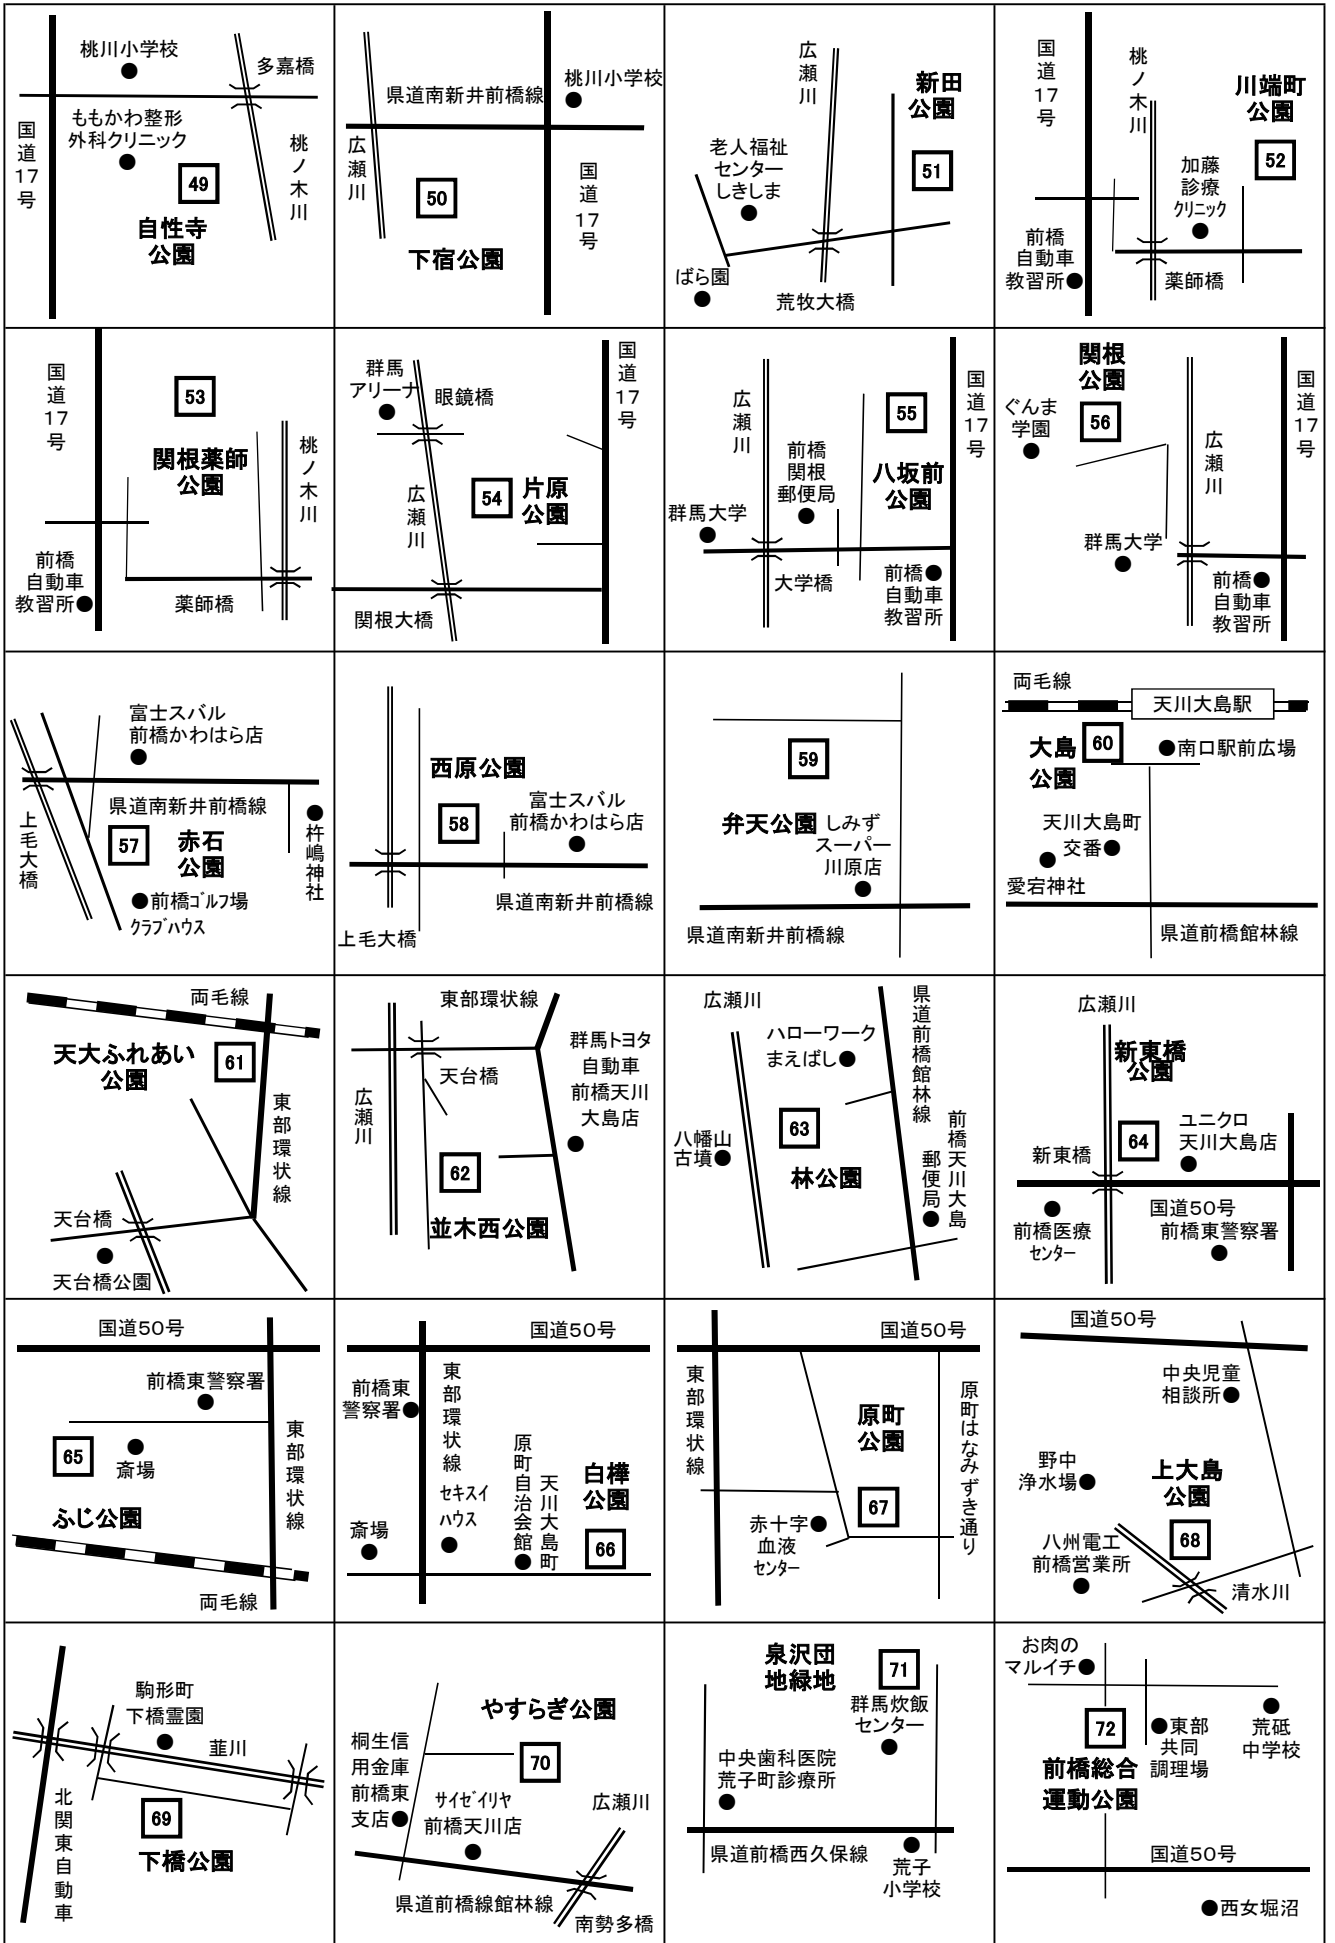 桃川小学校
多嘉橋
ももかわ整形
外科クリニック
国道17号
桃ノ木川
49
自性寺
公園
県道南新井前橋線
桃川小学校
広瀬川
国道17号
50
下宿公園
広瀬川
新田
公園
51
老人福祉
センター
しきしま
ばら園
荒牧大橋
国道17号
桃ノ木川
川端町
公園
52
加藤
診療
クリニック
前橋
自動車
教習所
薬師橋
国道17号
53
関根薬師
公園
桃ノ木川
前橋
自動車
教習所
薬師橋
群馬
アリーナ
眼鏡橋
国道17号
広瀬川
54
片原
公園
関根大橋
広瀬川
55
国道17号
前橋
関根
郵便局
八坂前
公園
群馬大学
大学橋
前橋
自動車
教習所
関根
公園
56
ぐんま
学園
国道17号
広瀬川
群馬大学
前橋
自動車
教習所
富士スバル
前橋かわはら店
県道南新井前橋線
上毛大橋
57
赤石
公園
杵嶋神社
前橋ゴルフ場
クラブハウス
西原公園
58
富士スバル
前橋かわはら店
県道南新井前橋線
上毛大橋
59
弁天公園
しみず
スーパー
川原店
県道南新井前橋線
両毛線
天川大島駅
大島
公園
60
南口駅前広場
天川大島町
交番
愛宕神社
県道前橋館林線
両毛線
天大ふれあい
公園
61
東部環状線
天台橋
天台橋公園
東部環状線
群馬トヨタ
自動車
前橋天川
大島店
天台橋
広瀬川
62
並木西公園
広瀬川
ハローワーク
まえばし
県道前橋館林線
63
八幡山
古墳
林公園
前橋天川大島
郵便局
広瀬川
新東橋
公園
64
ユニクロ
天川大島店
新東橋
前橋医療
センター
国道50号
前橋東警察署
国道50号
前橋東警察署
65
斎場
東部環状線
ふじ公園
両毛線
国道50号
前橋東
警察署
東部環状線
セキスイ
ハウス
原町自治会館
天川大島町
白樺
公園
66
斎場
国道50号
東部環状線
原町
公園
原町はなみずき通り
67
赤十字
血液
センター
国道50号
中央児童
相談所
野中
浄水場
上大島
公園
68
八州電工
前橋営業所
清水川
駒形町
下橋霊園
韮川
北関東自動車
69
下橋公園
やすらぎ公園
桐生信
用金庫
前橋東
支店
70
サイゼイリヤ
前橋天川店
広瀬川
県道前橋線館林線
南勢多橋
泉沢団
地緑地
71
群馬炊飯
センター
中央歯科医院
荒子町診療所
県道前橋西久保線
荒子
小学校
お肉の
マルイチ
72
東部
共同
調理場
荒砥
中学校
前橋総合
運動公園
国道50号
西女堀沼